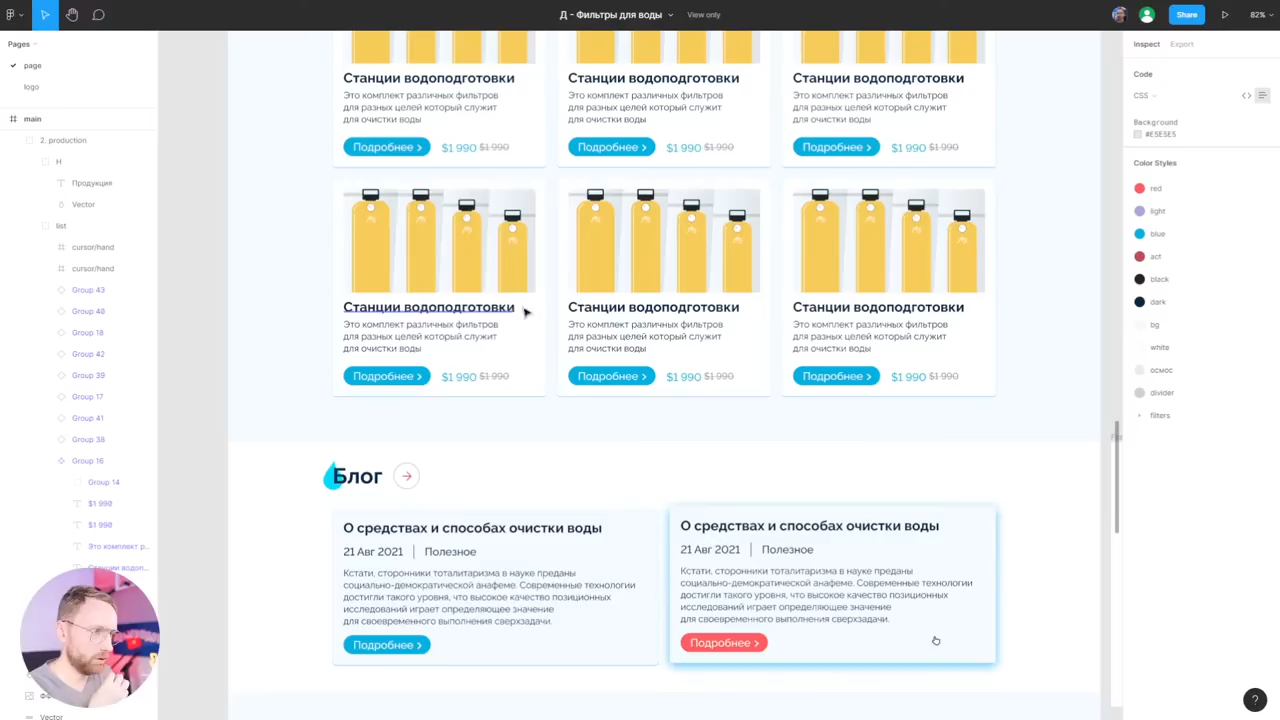 Д - Фильтры для воды
View only
Share
82%
Pages
page
logo
main
2. production
H
Продукция
Vector
list
cursor/hand
cursor/hand
Group 43
Group 40
Group 18
Group 42
Group 39
Group 17
Group 41
Group 38
Group 16
Group 14
$1 990
$1 990
Это комплект р...
Vector
Станции водоподготовки
Это комплект различных фильтров
для разных целей который служит
для очистки воды
Подробнее >
$1 990 $1 990
Станции водоподготовки
Это комплект различных фильтров
для разных целей который служит
для очистки воды
Подробнее >
$1 990 $1 990
Станции водоподготовки
Это комплект различных фильтров
для разных целей который служит
для очистки воды
Подробнее >
$1 990 $1 990
Станции водоподготовки
Это комплект различных фильтров
для разных целей который служит
для очистки воды
Подробнее >
$1 990 $1 990
Станции водоподготовки
Это комплект различных фильтров
для разных целей который служит
для очистки воды
Подробнее >
$1 990 $1 990
Станции водоподготовки
Это комплект различных фильтров
для разных целей который служит
для очистки воды
Подробнее >
$1 990 $1 990
Блог
О средствах и способах очистки воды
21 Авг 2021 | Полезное
Кстати, сторонники тоталитаризма в науке преданы
социально-демократической анафеме. Современные технологии
достигли такого уровня, что высокое качество позиционных
исследований играет определяющее значение
для своевременного выполнения сверхзадачи.
Подробнее >
О средствах и способах очистки воды
21 Авг 2021 | Полезное
Кстати, сторонники тоталитаризма в науке преданы
социально-демократической анафеме. Современные технологии
достигли такого уровня, что высокое качество позиционных
исследований играет определяющее значение
для своевременного выполнения сверхзадачи.
Подробнее >
Inspect Export
Code
CSS
Background
#E5E5E5
Color Styles
red
light
blue
act
black
dark
bg
white
осмос
divider
filters
?